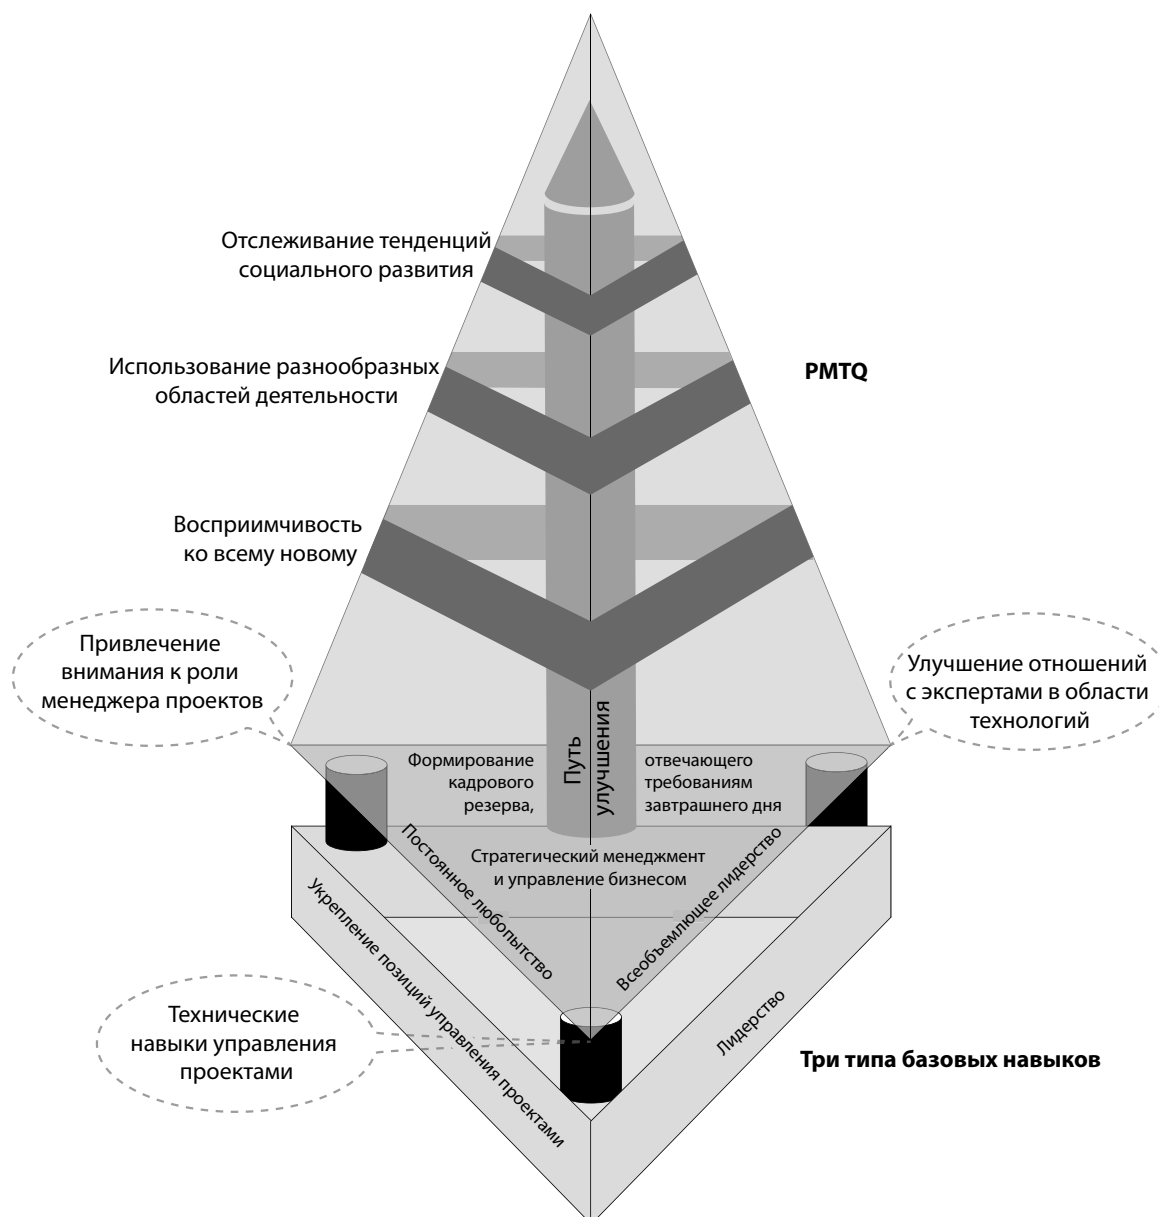 Отслеживание тенденций
социального развития
Использование разнообразных
областей деятельности
PMTQ
Восприимчивость
ко всему новому
Привлечение
внимания к роли
менеджера проектов
Улучшение отношений
с экспертами в области
технологий
Путь
улучшения
Формирование
кадрового
резерва,
отвечающего
требованиям
завтрашнего дня
Стратегический менеджмент
и управление бизнесом
Постоянное любопытство
Всеобъемлющее лидерство
Укрепление позиций управления проектами
Лидерство
Технические
навыки управления
проектами
Три типа базовых навыков